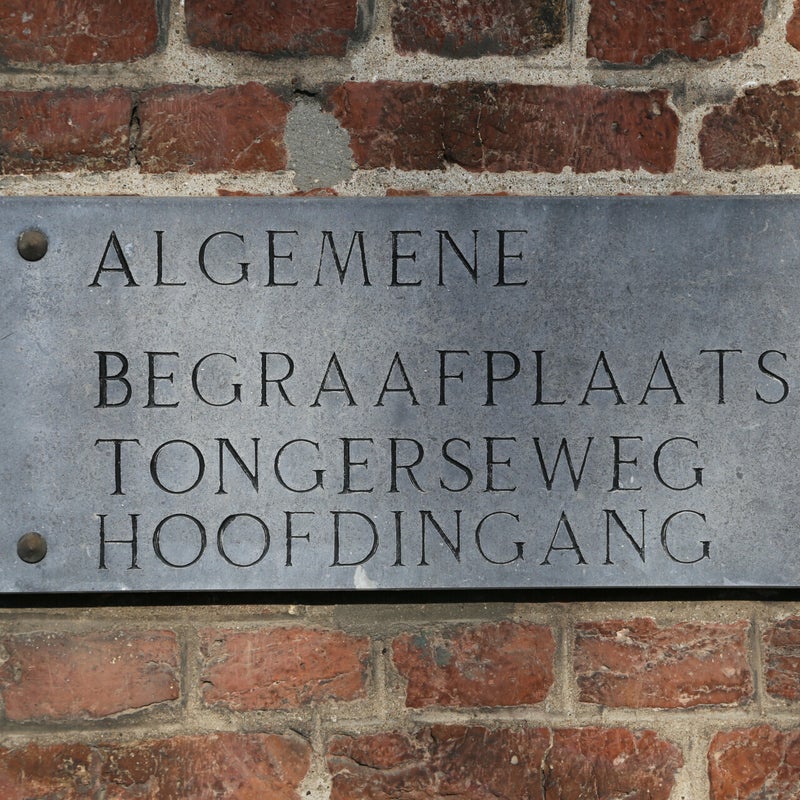 ALGEMENE
BEGRAAFPLAATS
TONGERSEWEG
HOOFDINGANG